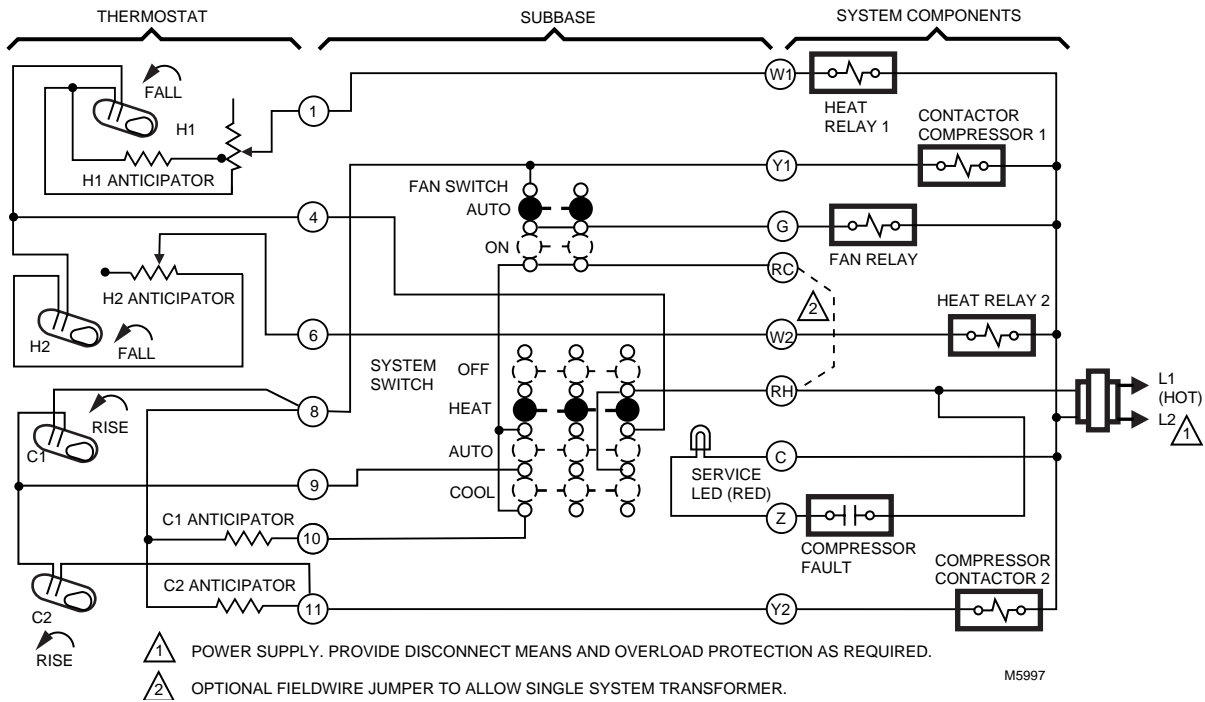 THERMOSTAT
SUBBASE
SYSTEM COMPONENTS
FALL
H1
H1 ANTICIPATOR
1
W1
HEAT
RELAY 1
CONTACTOR
COMPRESSOR 1
Y1
FAN SWITCH
AUTO
ON
4
G
FAN RELAY
RC
2
H2 ANTICIPATOR
H2
FALL
6
W2
HEAT RELAY 2
SYSTEM
SWITCH
OFF
HEAT
AUTO
COOL
RH
L1
(HOT)
L2
1
RISE
C1
8
9
SERVICE
LED (RED)
C
Z
COMPRESSOR
FAULT
C1 ANTICIPATOR
10
C2 ANTICIPATOR
11
C2
RISE
Y2
COMPRESSOR
CONTACTOR 2
1 POWER SUPPLY. PROVIDE DISCONNECT MEANS AND OVERLOAD PROTECTION AS REQUIRED.
2 OPTIONAL FIELDWIRE JUMPER TO ALLOW SINGLE SYSTEM TRANSFORMER.
M5997